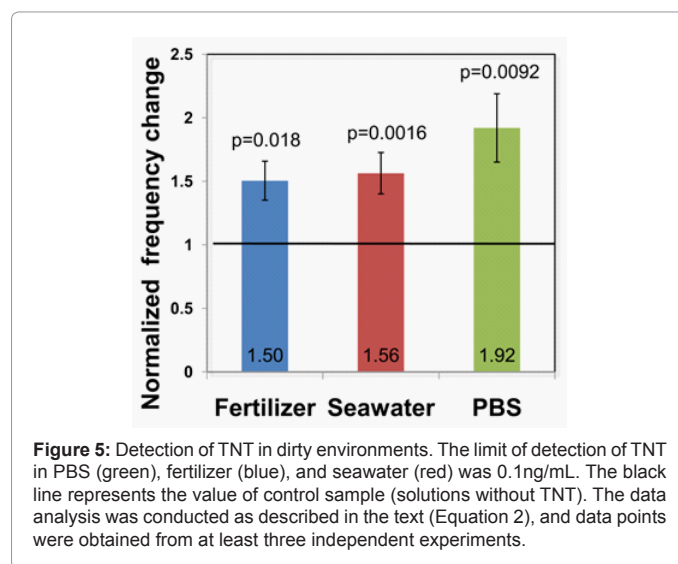 Normalized frequency change
2.5
2
1.5
1
0.5
0
p=0.018
p=0.0016
p=0.0092
1.50
1.56
1.92
Fertilizer Seawater PBS
Figure 5: Detection of TNT in dirty environments. The limit of detection of TNT
in PBS (green), fertilizer (blue), and seawater (red) was 0.1ng/mL. The black
line represents the value of control sample (solutions without TNT). The data
analysis was conducted as described in the text (Equation 2), and data points
were obtained from at least three independent experiments.